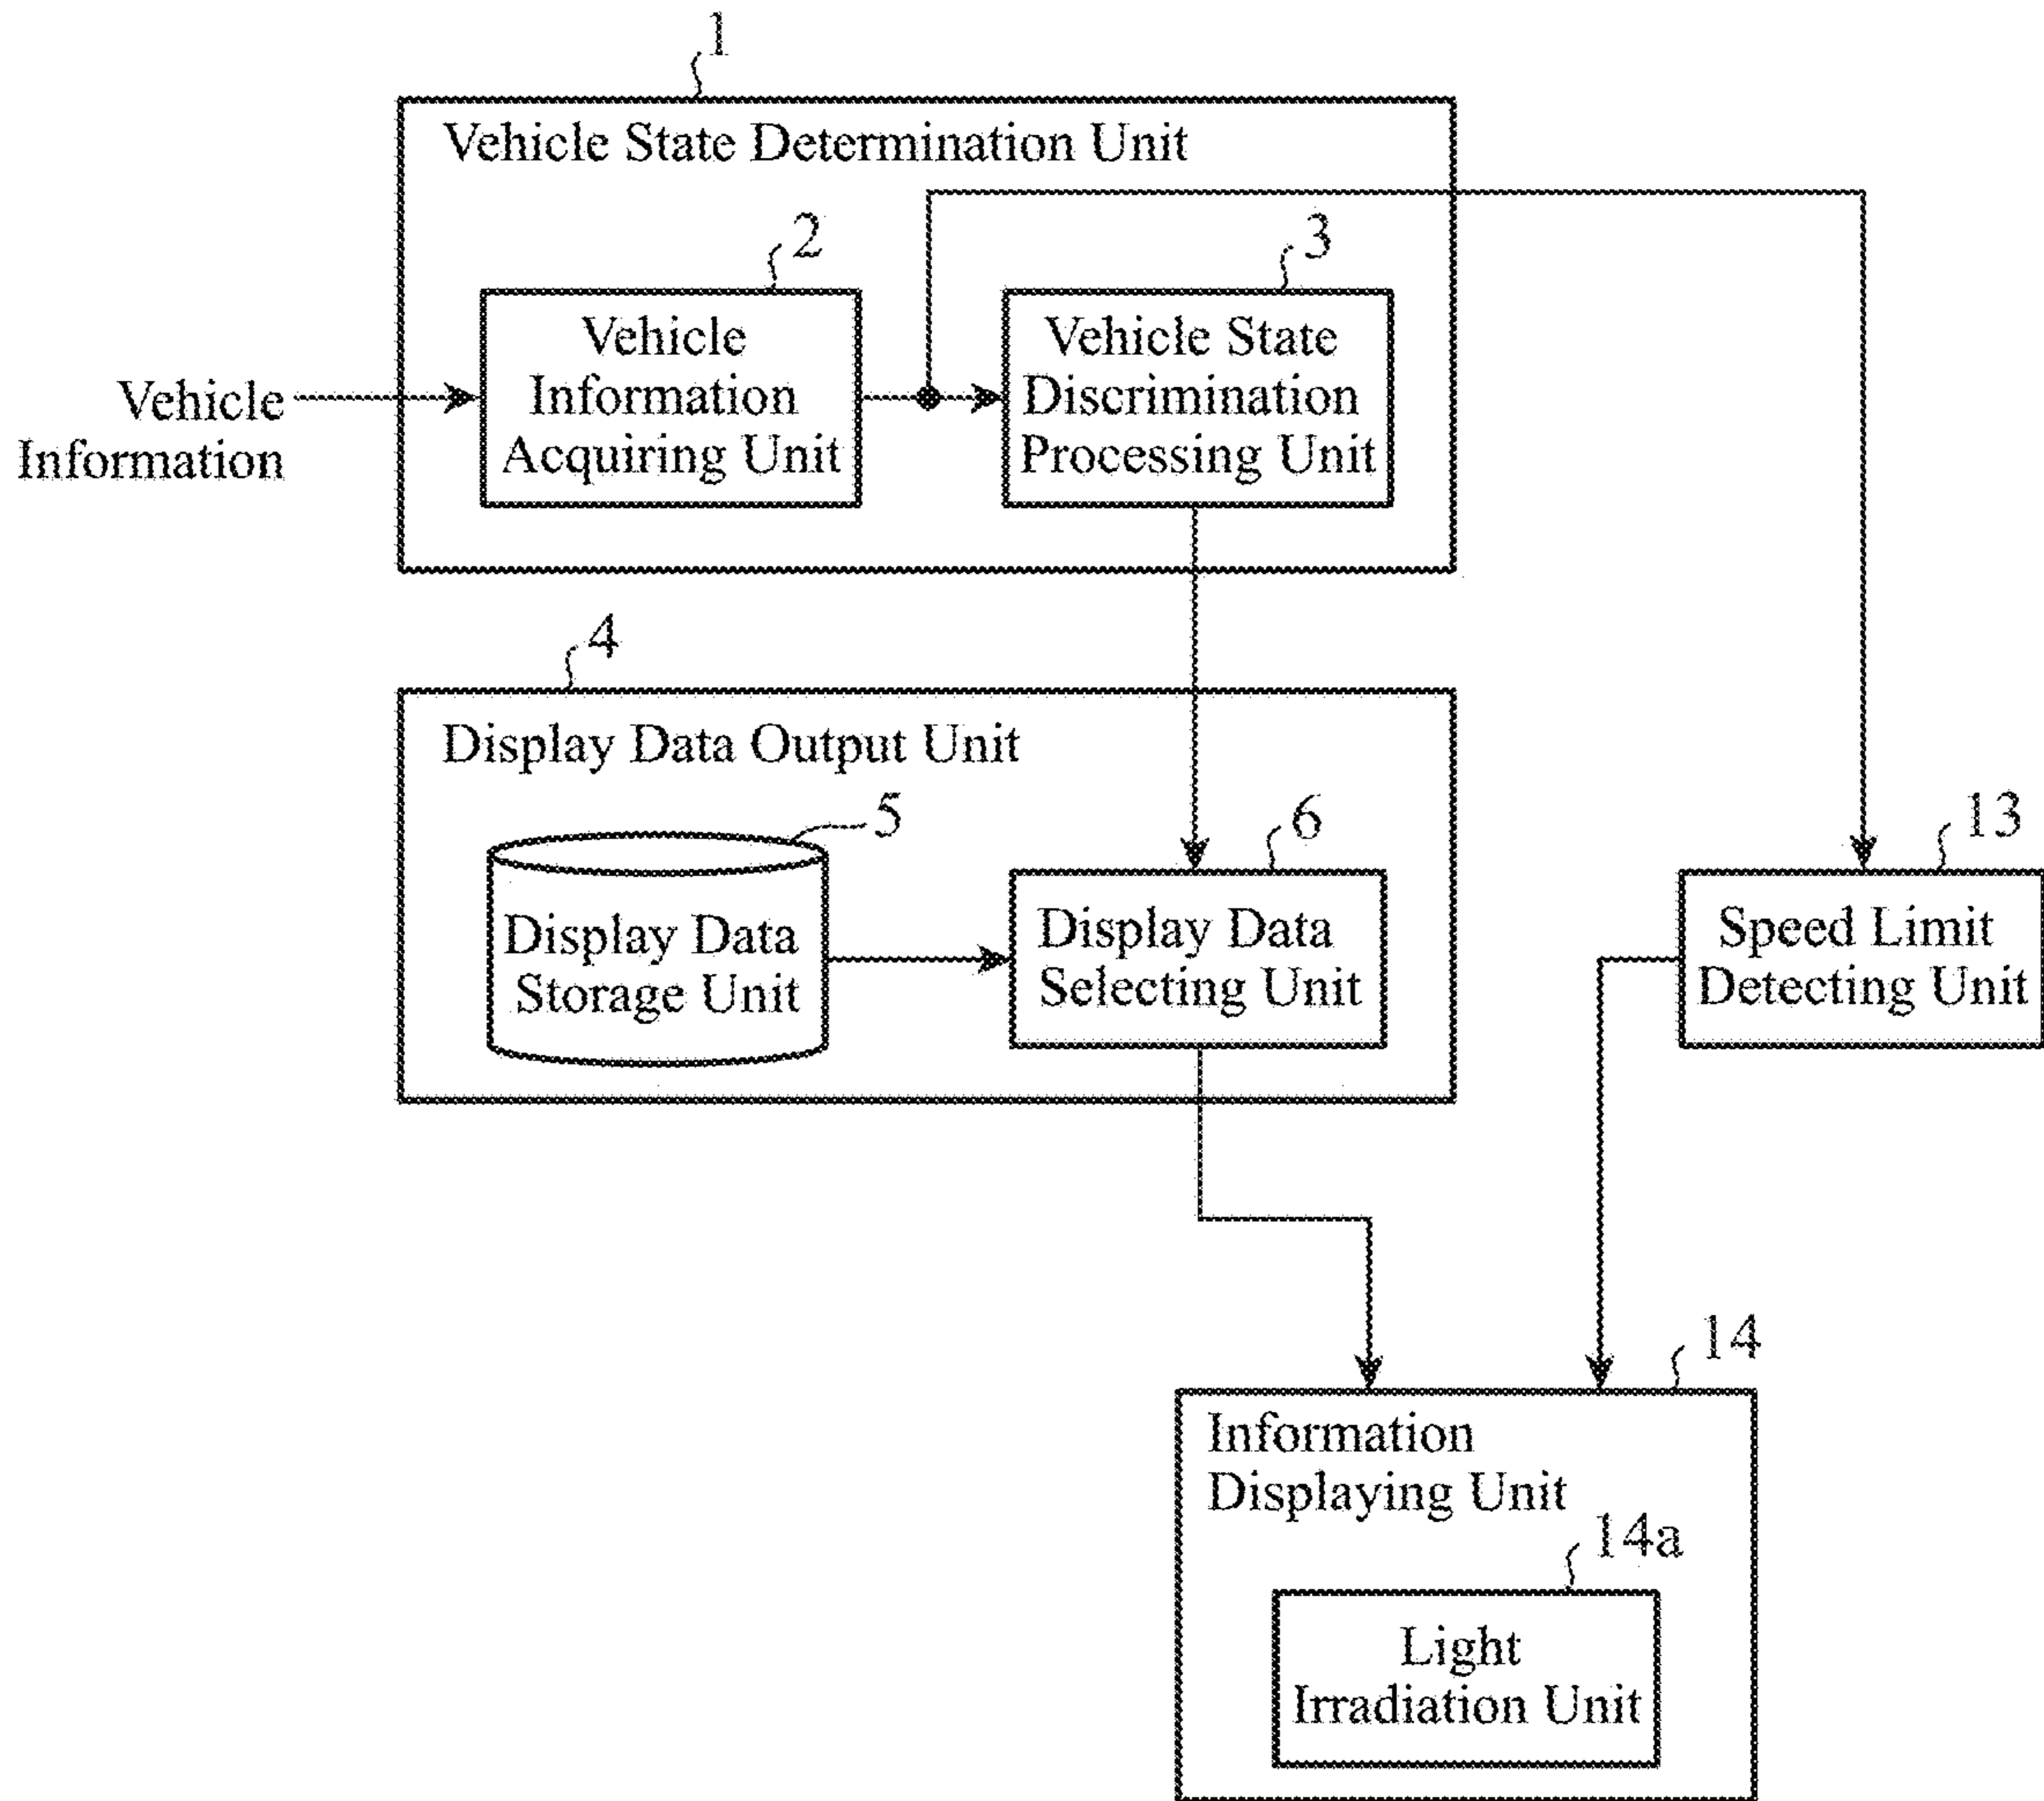 1
Vehicle State Determination Unit
2
3
Vehicle
Information
Acquiring Unit
Vehicle State
Discrimination
Processing Unit
Vehicle
Information
4
Display Data Output Unit
5
6
13
Display Data
Storage Unit
Display Data
Selecting Unit
Speed Limit
Detecting Unit
14
Information
Displaying Unit
14a
Light
Irradiation Unit